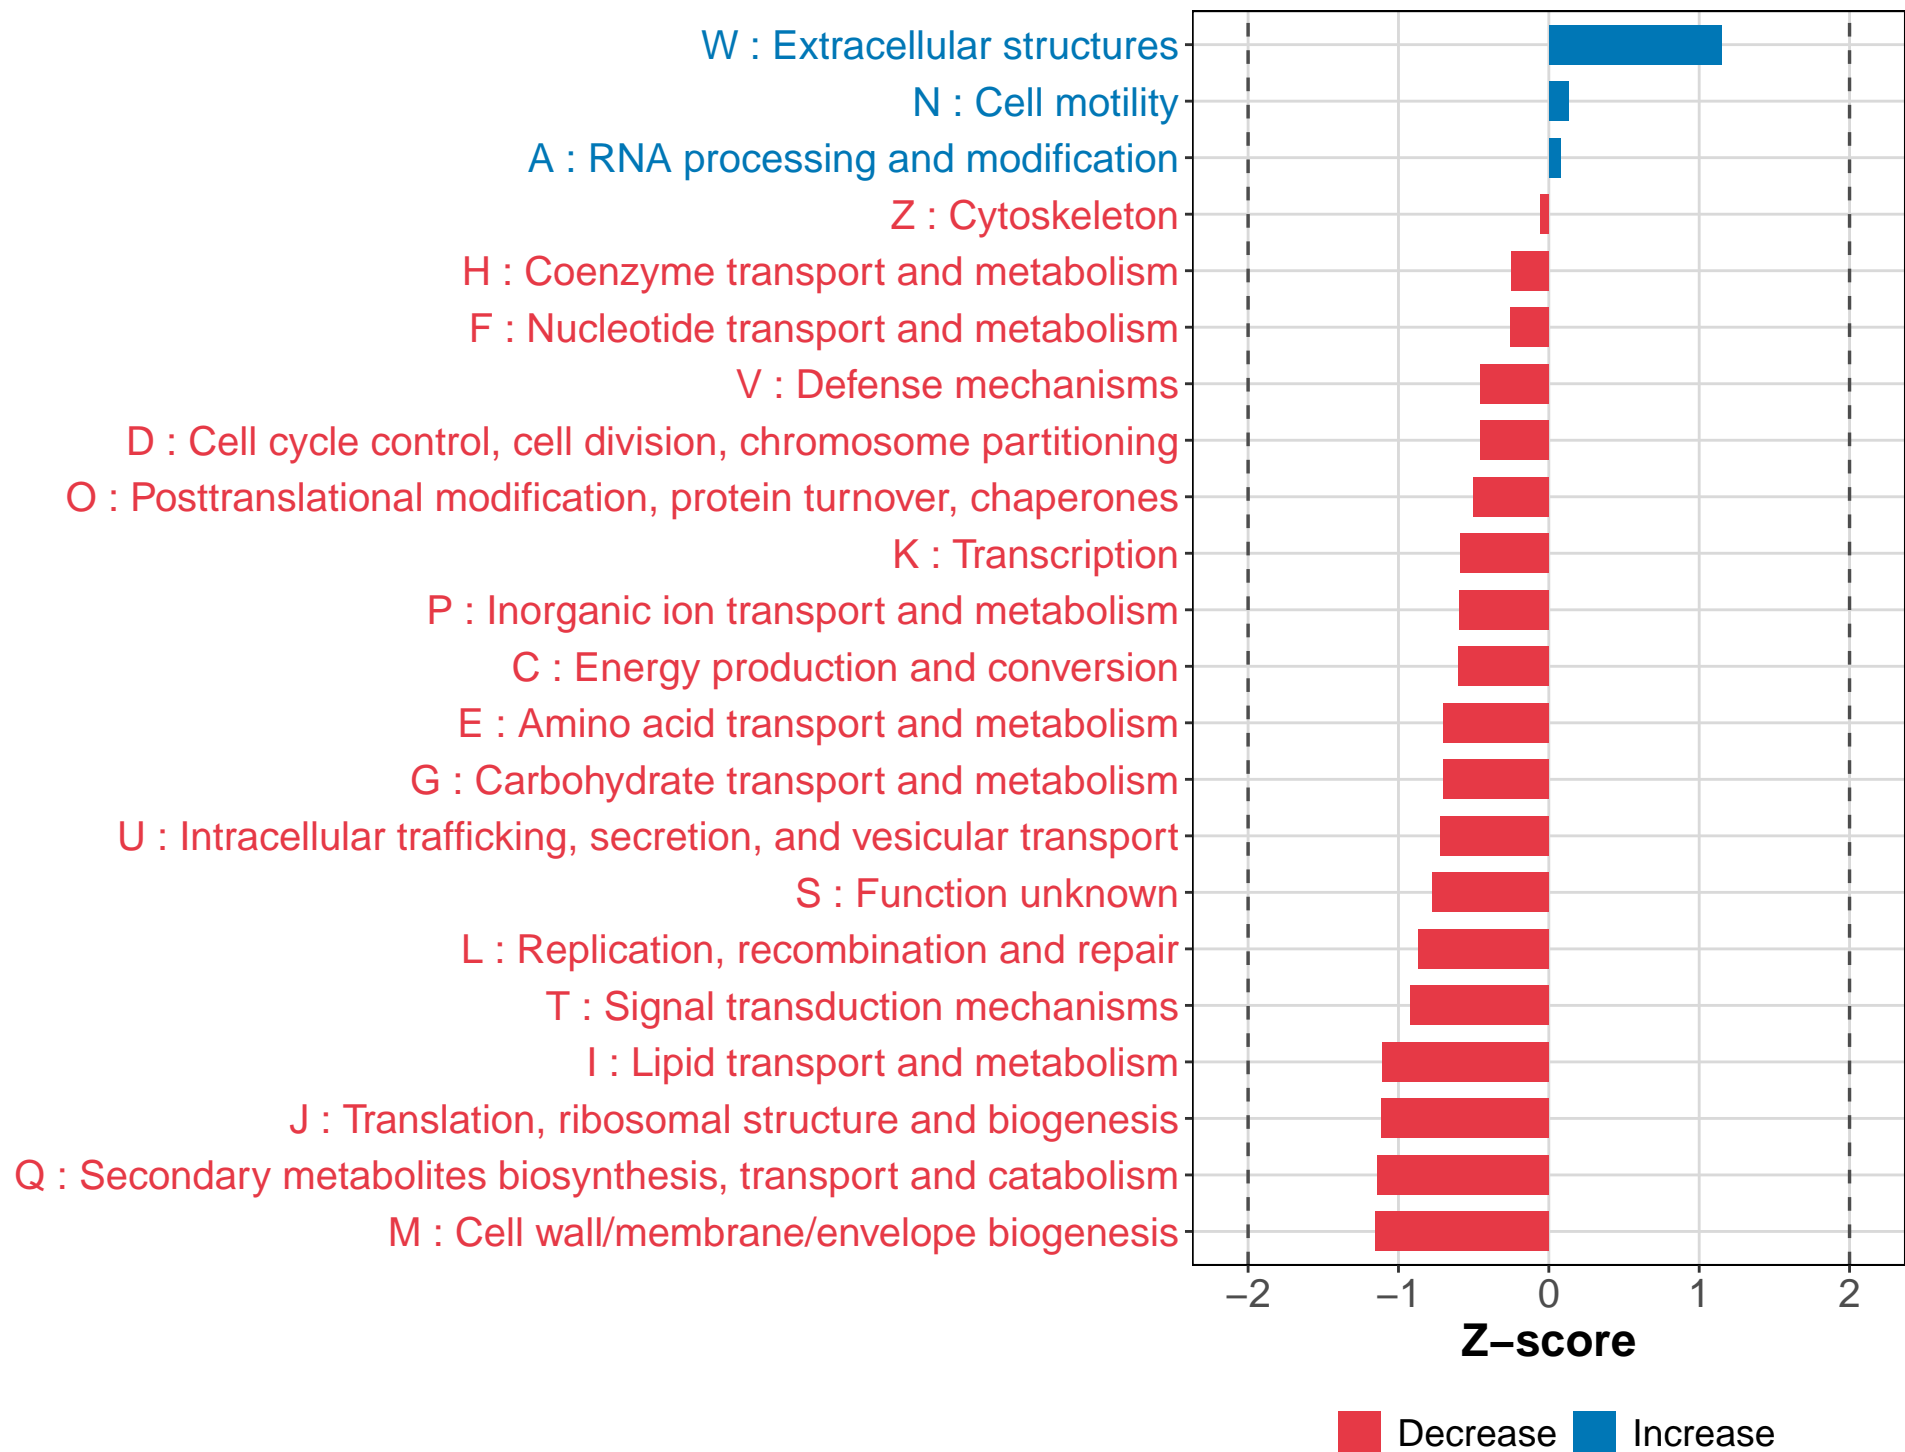 W : Extracellular structures
N : Cell motility
A : RNA processing and modification
Z : Cytoskeleton
H : Coenzyme transport and metabolism
F : Nucleotide transport and metabolism
V : Defense mechanisms
D : Cell cycle control, cell division, chromosome partitioning
O : Posttranslational modification, protein turnover, chaperones
K : Transcription
P : Inorganic ion transport and metabolism
C : Energy production and conversion
E : Amino acid transport and metabolism
G : Carbohydrate transport and metabolism
U : Intracellular trafficking, secretion, and vesicular transport
S : Function unknown
L : Replication, recombination and repair
T : Signal transduction mechanisms
I : Lipid transport and metabolism
J : Translation, ribosomal structure and biogenesis
Q : Secondary metabolites biosynthesis, transport and catabolism
M : Cell wall/membrane/envelope biogenesis
−2 −1 0 1 2
Z−score
Decrease Increase